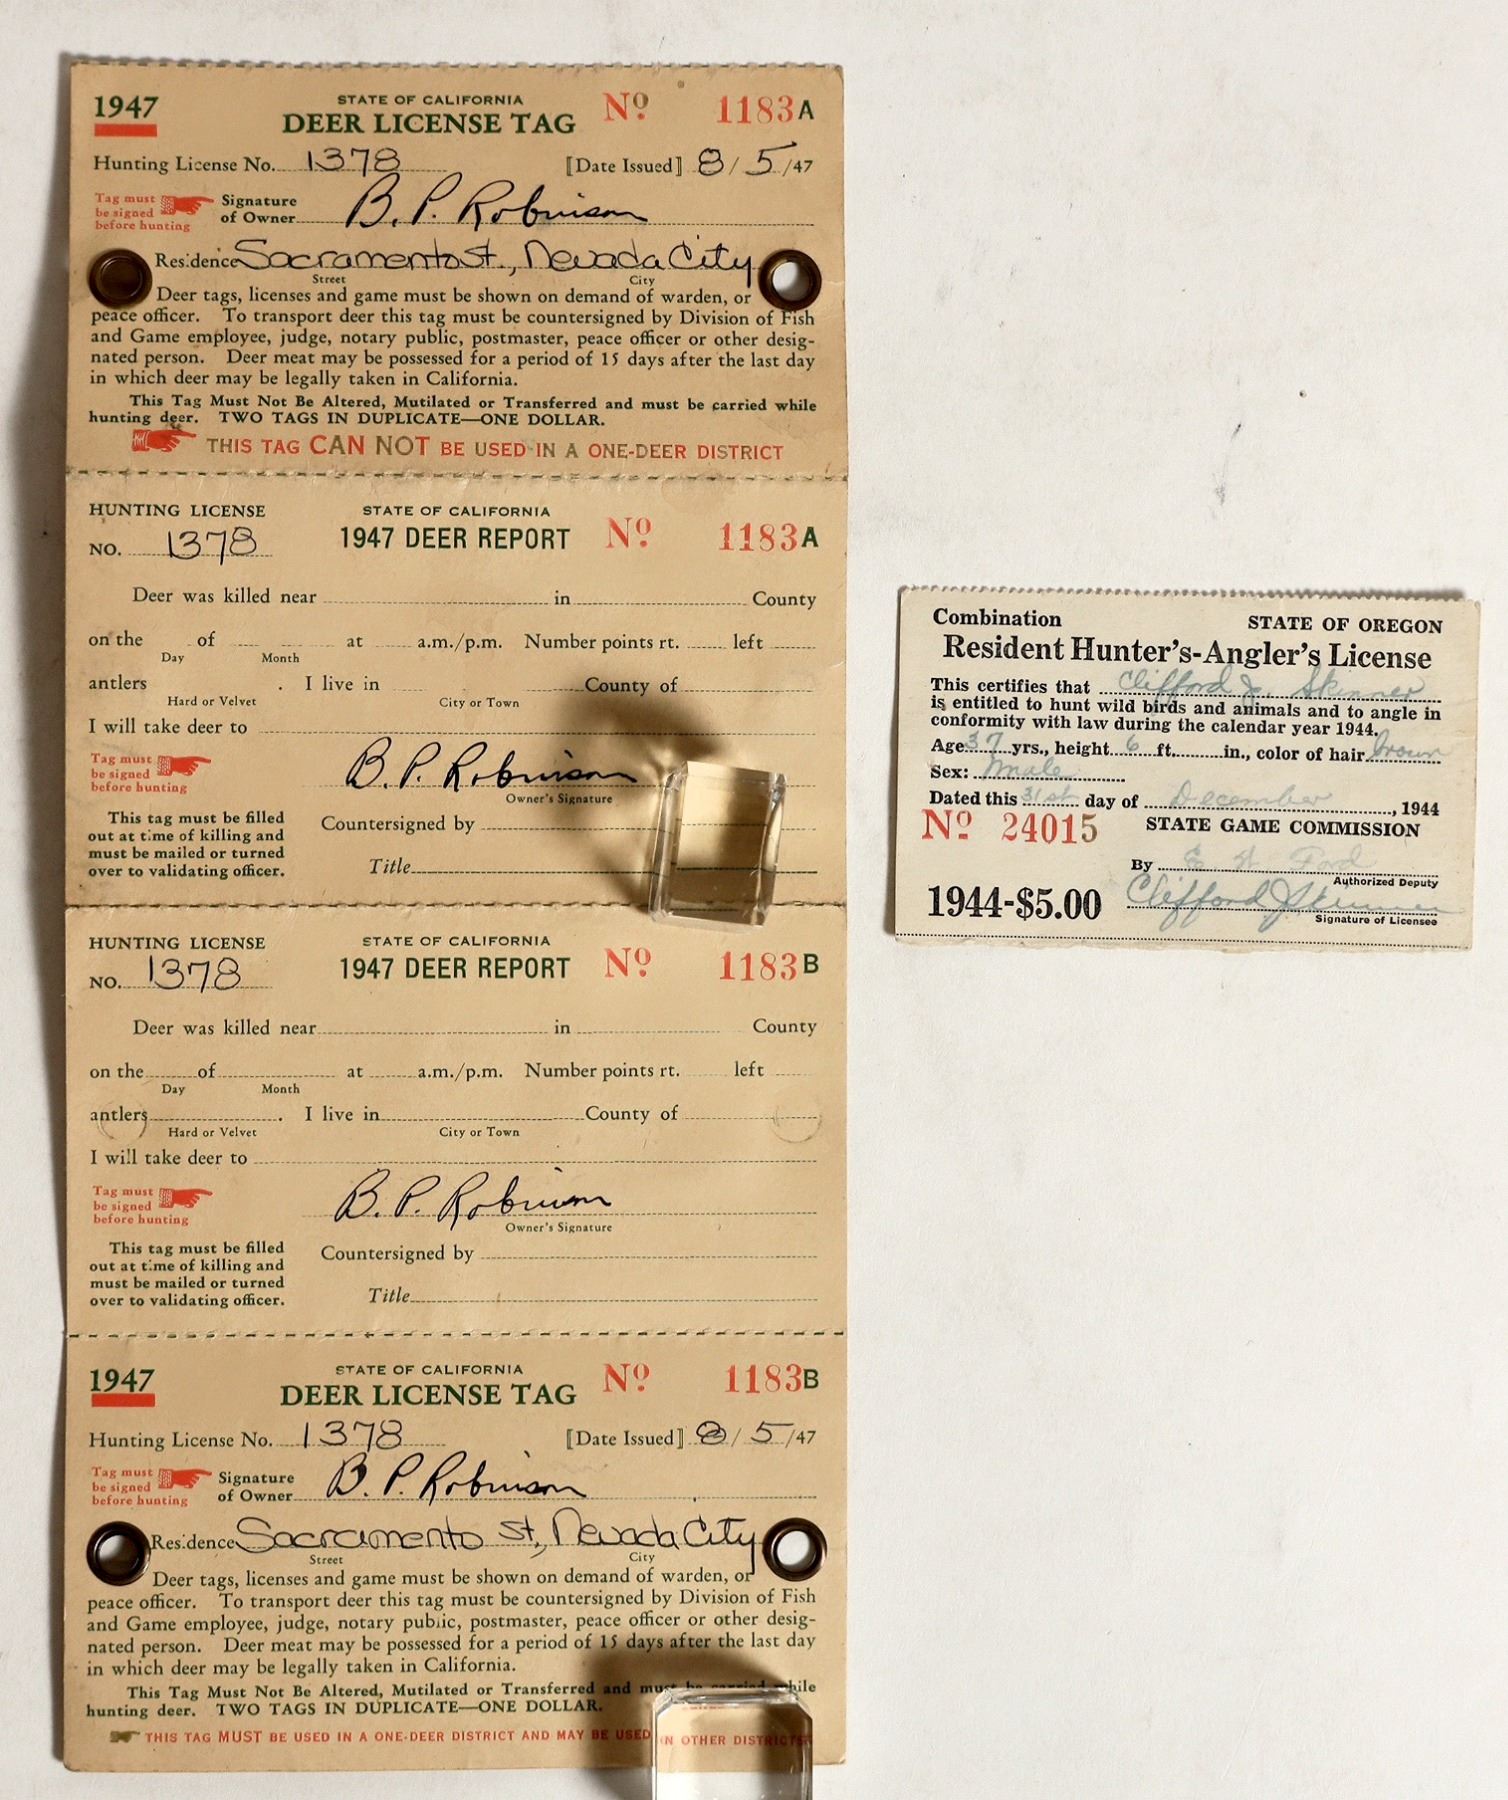 1947 STATE OF CALIFORNIA Nº 1183A
DEER LICENSE TAG
Hunting License No. 1378 [Date Issued] 8/5/47
Tag must be signed before hunting
Signature of Owner B. P. Robinson
Residence Sacramento St., Nevada City
Street City
Deer tags, licenses and game must be shown on demand of warden, or
peace officer. To transport deer this tag must be countersigned by Division of Fish
and Game employee, judge, notary public, postmaster, peace officer or other desig-
nated person. Deer meat may be possessed for a period of 15 days after the last day
in which deer may be legally taken in California.
This Tag Must Not Be Altered, Mutilated or Transferred and must be carried while
hunting deer. TWO TAGS IN DUPLICATE—ONE DOLLAR.
THIS TAG CAN NOT BE USED IN A ONE-DEER DISTRICT
HUNTING LICENSE
NO. 1378
STATE OF CALIFORNIA
1947 DEER REPORT Nº 1183A
Deer was killed near in County
on the of at a.m./p.m. Number points rt. left
Day Month
antlers . I live in County of
Hard or Velvet City or Town
I will take deer to
Tag must
be signed
before hunting
B. P. Robinson
Owner's Signature
This tag must be filled
out at time of killing and
must be mailed or turned
over to validating officer.
Countersigned by
Title
HUNTING LICENSE
NO. 1378
STATE OF CALIFORNIA
1947 DEER REPORT Nº 1183B
Deer was killed near in County
on the of at a.m./p.m. Number points rt. left
Day Month
antlers . I live in County of
Hard or Velvet City or Town
I will take deer to
Tag must
be signed
before hunting
B. P. Robinson
Owner's Signature
This tag must be filled
out at time of killing and
must be mailed or turned
over to validating officer.
Countersigned by
Title
1947 STATE OF CALIFORNIA Nº 1183B
DEER LICENSE TAG
Hunting License No. 1378 [Date Issued] 8/5/47
Tag must
be signed
before hunting
Signature
of Owner B. P. Robinson
Residence Sacramento St., Nevada City
Street City
Deer tags, licenses and game must be shown on demand of warden, or
peace officer. To transport deer this tag must be countersigned by Division of Fish
and Game employee, judge, notary public, postmaster, peace officer or other desig-
nated person. Deer meat may be possessed for a period of 15 days after the last day
in which deer may be legally taken in California.
This Tag Must Not Be Altered, Mutilated or Transferred and must be carried while
hunting deer. TWO TAGS IN DUPLICATE—ONE DOLLAR.
THIS TAG MUST BE USED IN A ONE-DEER DISTRICT AND MAY BE USED IN OTHER DISTRICTS
Combination STATE OF OREGON
Resident Hunter's-Angler's License
This certifies that Clifford J. Skinner
is entitled to hunt wild birds and animals and to angle in
conformity with law during the calendar year 1944.
Age 37 yrs., height 6 ft. in., color of hair brown
Sex: male
Dated this 31st day of December, 1944
Nº 24015 STATE GAME COMMISSION
By Ford
Authorized Deputy
1944-$5.00 Clifford J Skinner
Signature of Licensee